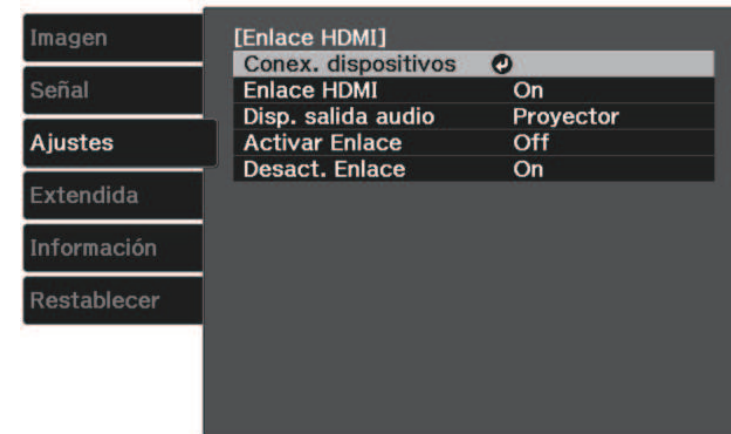 Imagen
Señal
Ajustes
Extendida
Información
Restablecer
[Enlace HDMI]
Conex. dispositivos
Enlace HDMI On
Disp. salida audio Proyector
Activar Enlace Off
Desact. Enlace On